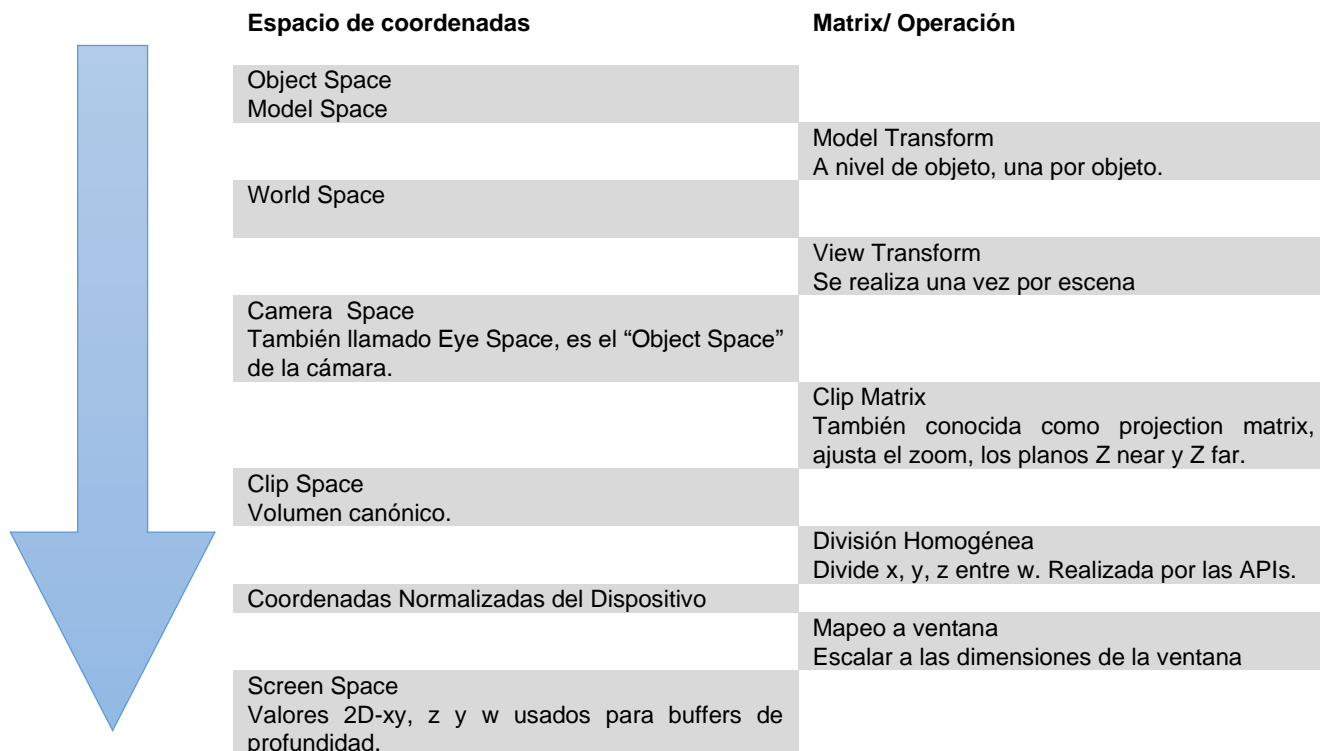 Espacio de coordenadas
Matrix/ Operación
Object Space
Model Space
Model Transform
A nivel de objeto, una por objeto.
World Space
View Transform
Se realiza una vez por escena
Camera Space
También llamado Eye Space, es el “Object Space”
de la cámara.
Clip Matrix
También conocida como projection matrix,
ajusta el zoom, los planos Z near y Z far.
Clip Space
Volumen canónico.
División Homogénea
Divide x, y, z entre w. Realizada por las APIs.
Coordenadas Normalizadas del Dispositivo
Mapeo a ventana
Escalar a las dimensiones de la ventana
Screen Space
Valores 2D-xy, z y w usados para buffers de
profundidad.